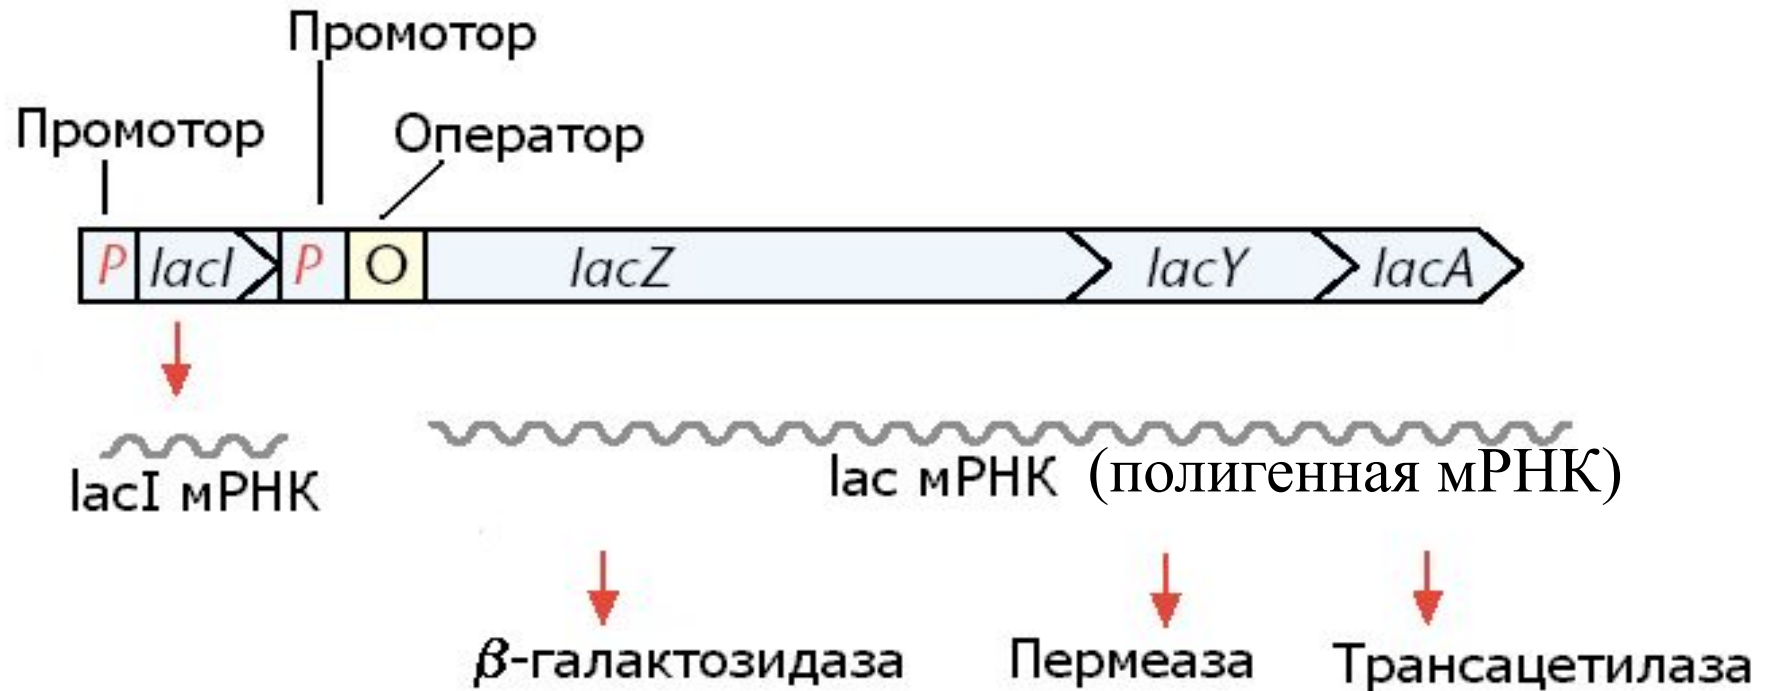 Промотор
Промотор
Оператор
P lacI P O lacZ lacY lacA
lacI мРНК
lac мРНК (полигенная мРНК)
β-галактозидаза Пермеаза Трансацетилаза